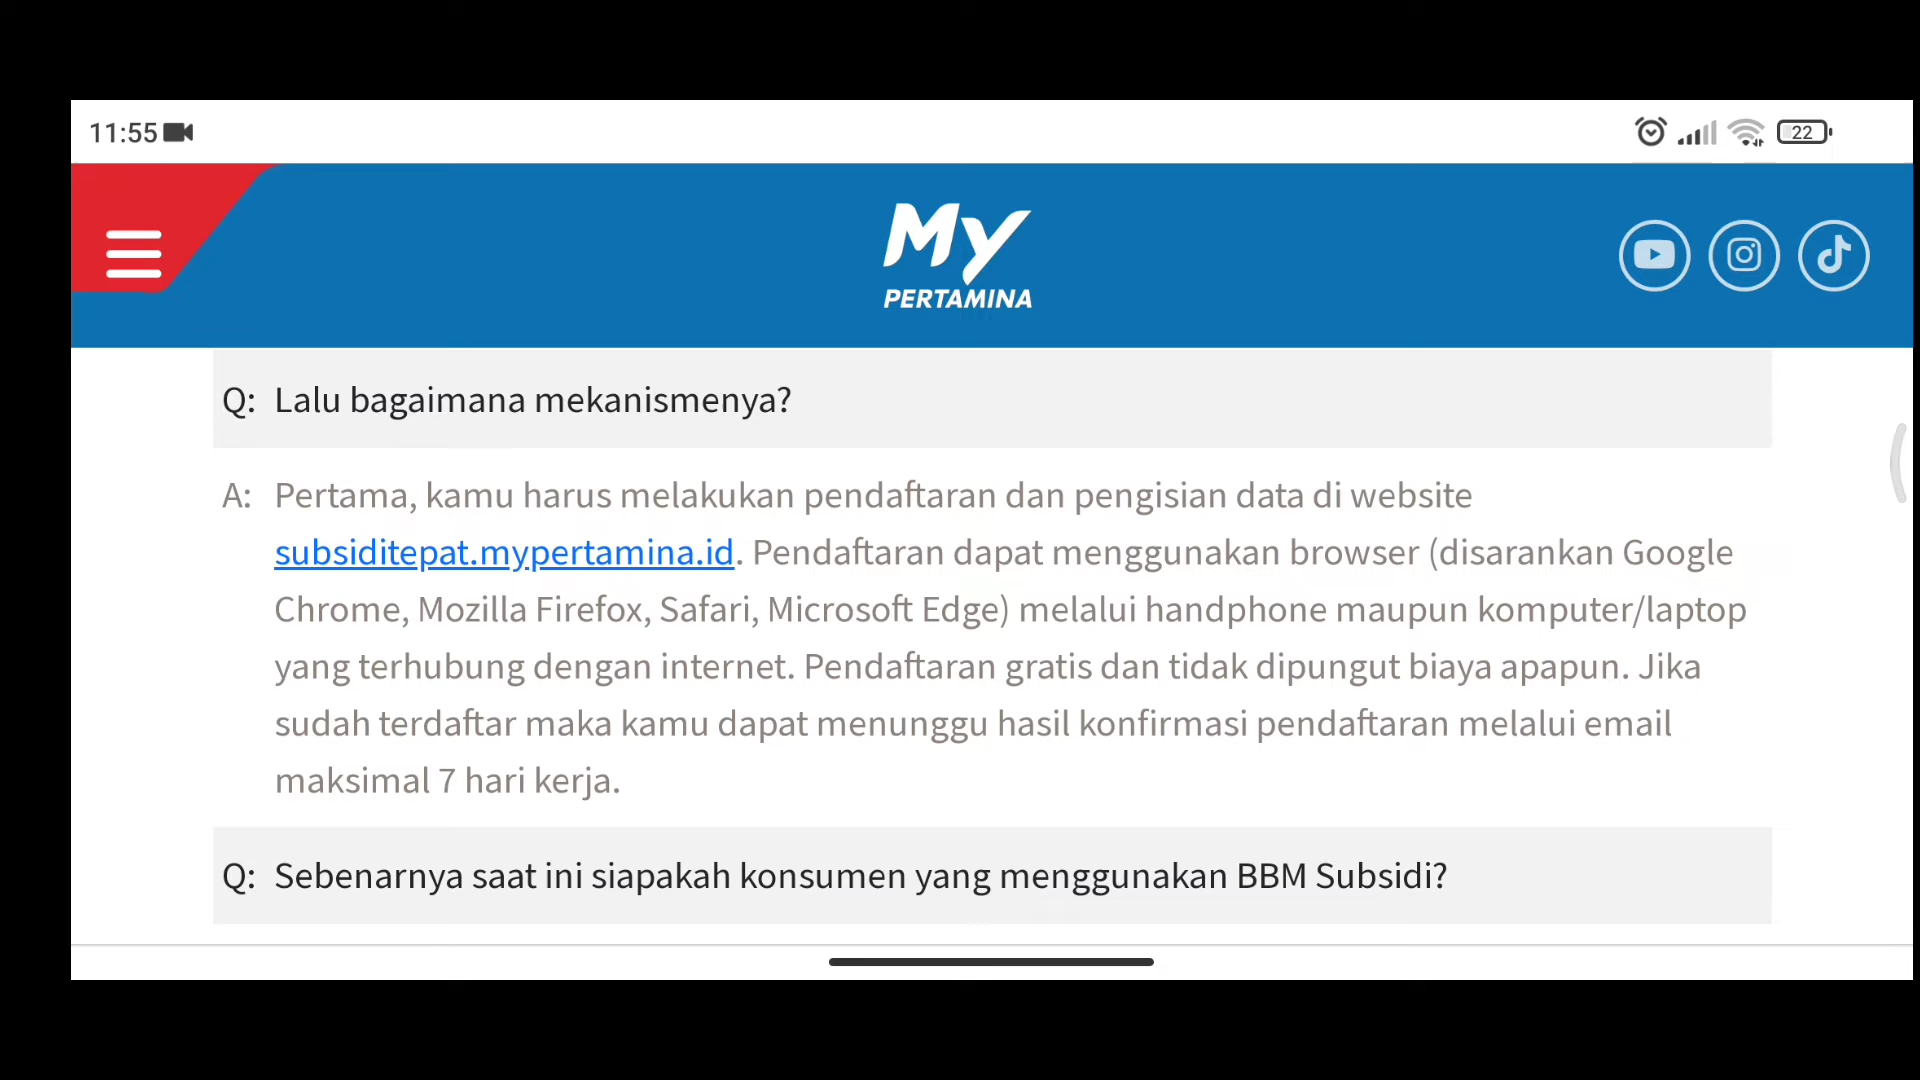 11:55
22
My
PERTAMINA
Q: Lalu bagaimana mekanismenya?
A: Pertama, kamu harus melakukan pendaftaran dan pengisian data di website
subsiditepat.mypertamina.id. Pendaftaran dapat menggunakan browser (disarankan Google
Chrome, Mozilla Firefox, Safari, Microsoft Edge) melalui handphone maupun komputer/laptop
yang terhubung dengan internet. Pendaftaran gratis dan tidak dipungut biaya apapun. Jika
sudah terdaftar maka kamu dapat menunggu hasil konfirmasi pendaftaran melalui email
maksimal 7 hari kerja.
Q: Sebenarnya saat ini siapakah konsumen yang menggunakan BBM Subsidi?